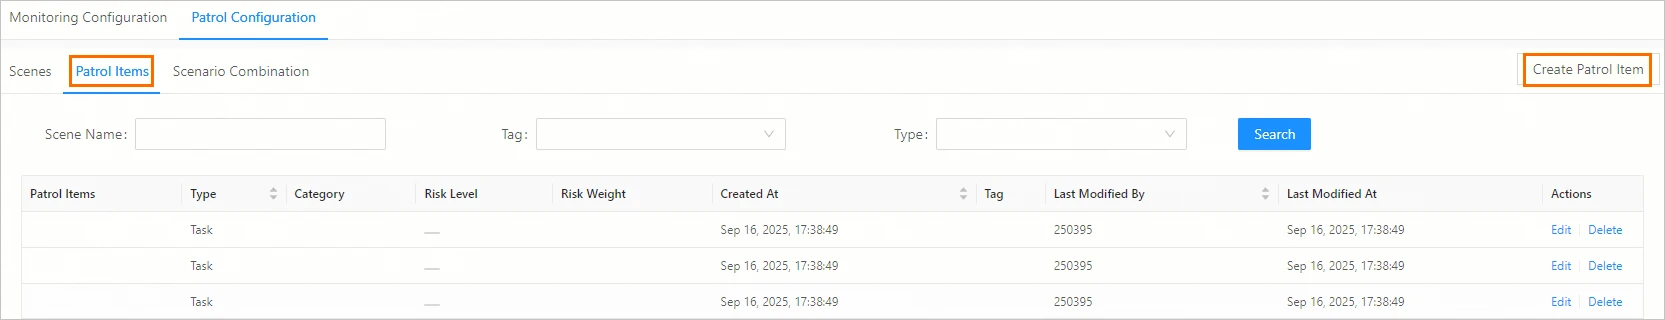 Monitoring Configuration Patrol Configuration
Scenes Patrol Items Scenario Combination Create Patrol Item
Scene Name: Tag: Type: Search
Patrol Items Type Category Risk Level Risk Weight Created At Tag Last Modified By Last Modified At Actions
Task — Sep 16, 2025, 17:38:49 250395 Sep 16, 2025, 17:38:49 Edit Delete
Task — Sep 16, 2025, 17:38:49 250395 Sep 16, 2025, 17:38:49 Edit Delete
Task — Sep 16, 2025, 17:38:49 250395 Sep 16, 2025, 17:38:49 Edit Delete